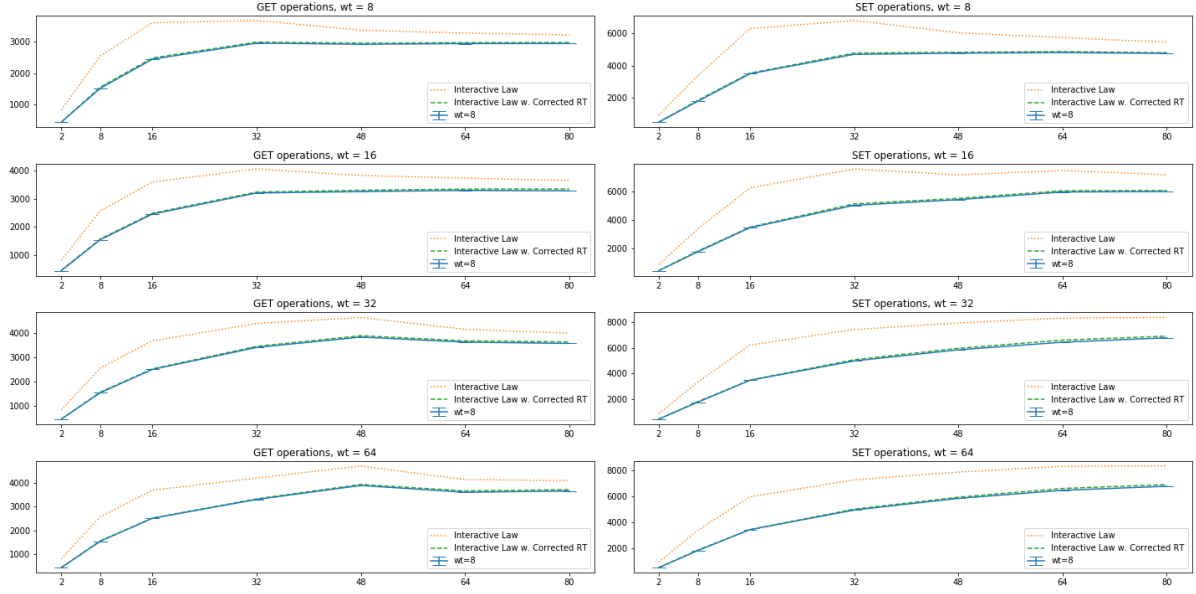 GET operations, wt = 8
3000
2000
1000
Interactive Law
Interactive Law w. Corrected RT
wt=8
2 8 16 32 48 64 80
SET operations, wt = 8
6000
4000
2000
Interactive Law
Interactive Law w. Corrected RT
wt=8
2 8 16 32 48 64 80
GET operations, wt = 16
4000
3000
2000
1000
Interactive Law
Interactive Law w. Corrected RT
wt=8
2 8 16 32 48 64 80
SET operations, wt = 16
6000
4000
2000
Interactive Law
Interactive Law w. Corrected RT
wt=8
2 8 16 32 48 64 80
GET operations, wt = 32
4000
3000
2000
1000
Interactive Law
Interactive Law w. Corrected RT
wt=8
2 8 16 32 48 64 80
SET operations, wt = 32
8000
6000
4000
2000
Interactive Law
Interactive Law w. Corrected RT
wt=8
2 8 16 32 48 64 80
GET operations, wt = 64
4000
3000
2000
1000
Interactive Law
Interactive Law w. Corrected RT
wt=8
2 8 16 32 48 64 80
SET operations, wt = 64
8000
6000
4000
2000
Interactive Law
Interactive Law w. Corrected RT
wt=8
2 8 16 32 48 64 80